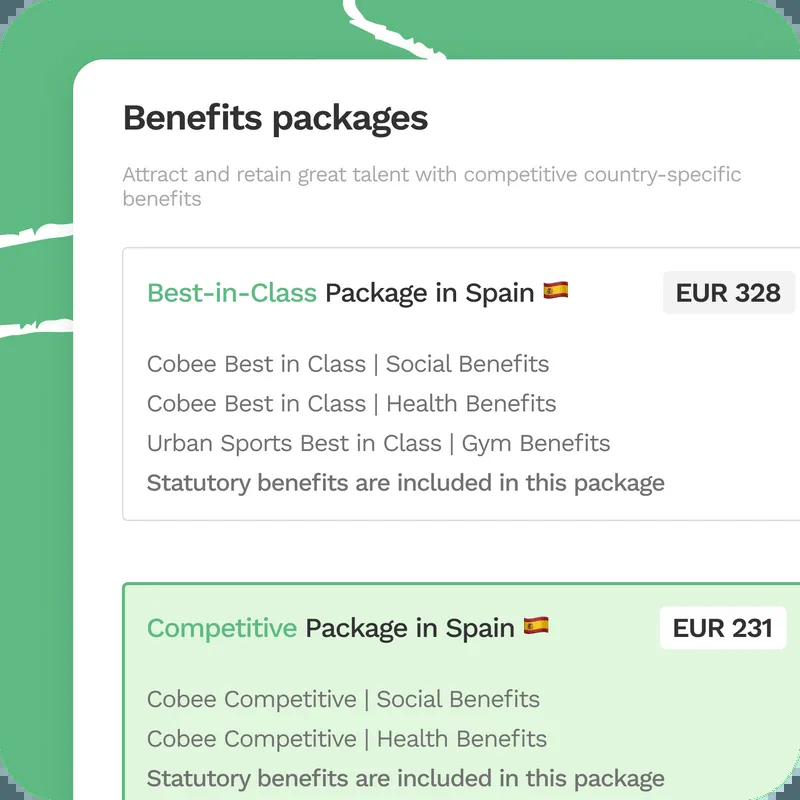 Benefits packages
Attract and retain great talent with competitive country-specific
benefits
Best-in-Class Package in Spain 🇪🇸 EUR 328
Cobee Best in Class | Social Benefits
Cobee Best in Class | Health Benefits
Urban Sports Best in Class | Gym Benefits
Statutory benefits are included in this package
Competitive Package in Spain 🇪🇸 EUR 231
Cobee Competitive | Social Benefits
Cobee Competitive | Health Benefits
Statutory benefits are included in this package